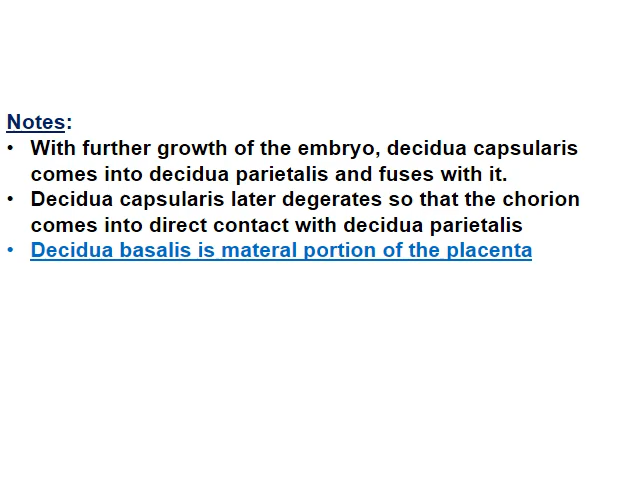 Notes:
• With further growth of the embryo, decidua capsularis
comes into decidua parietalis and fuses with it.
• Decidua capsularis later degerates so that the chorion
comes into direct contact with decidua parietalis
• Decidua basalis is materal portion of the placenta